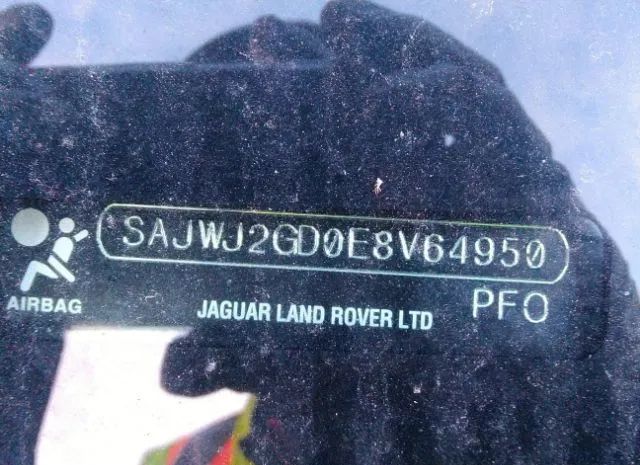 SAJWJ2GD0E8V64950
AIRBAG
JAGUAR LAND ROVER LTD
PFO